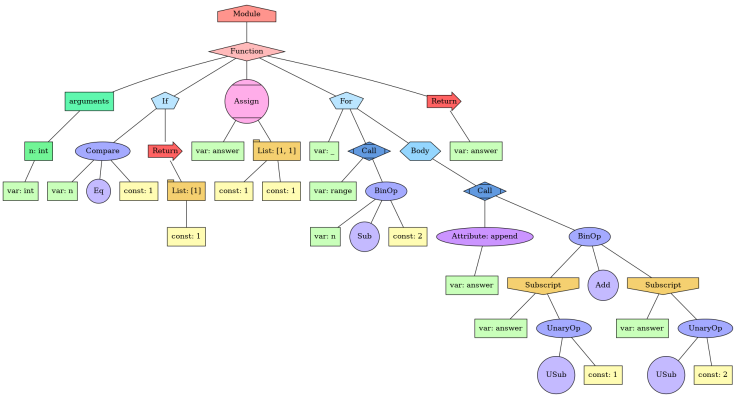 Module
Function
arguments
If
Assign
For
Return
n: int
Compare
Return
var: answer
List: [1, 1]
var: _
Call
Body
var: answer
var: int
var: n
Eq
const: 1
List: [1]
const: 1
const: 1
var: range
BinOp
Call
const: 1
var: n
Sub
const: 2
Attribute: append
BinOp
var: answer
Subscript
Add
Subscript
var: answer
UnaryOp
var: answer
UnaryOp
USub
const: 1
USub
const: 2